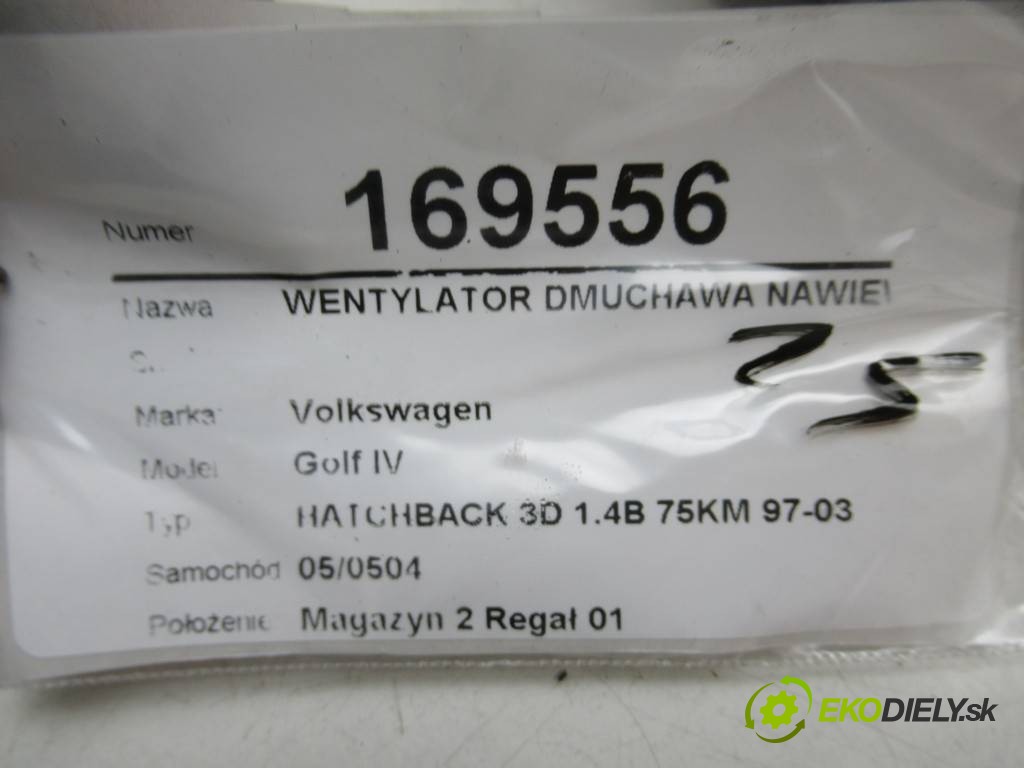 Numer 169556
Nazwa WENTYLATOR DMUCHAWA NAWIE
Marka Volkswagen
Model Golf IV
Typ HATCHBACK 3D 1.4B 75KM 97-03
Samochód 05/0504
Położenie Magazyn 2 Regał 01
EKODIELY.sk